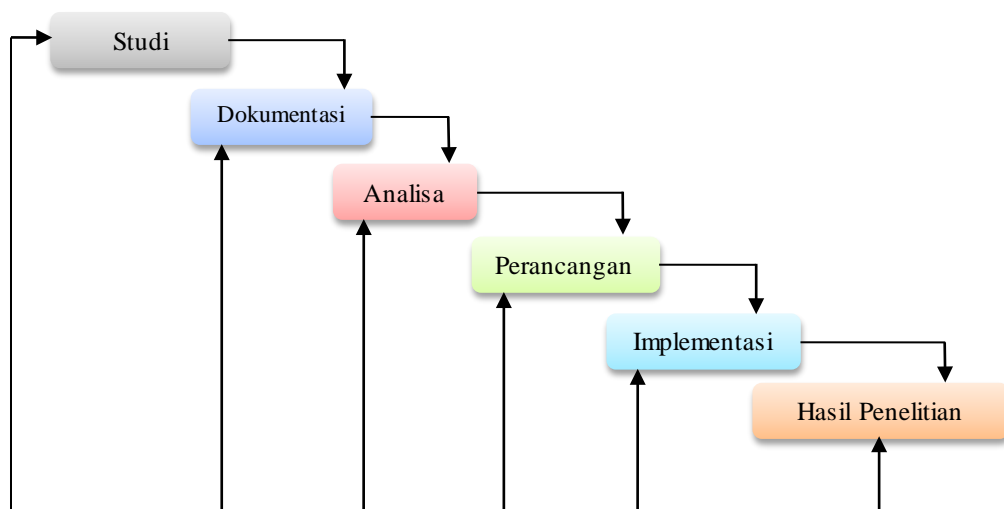 Studi
Dokumentasi
Analisa
Perancangan
Implementasi
Hasil Penelitian